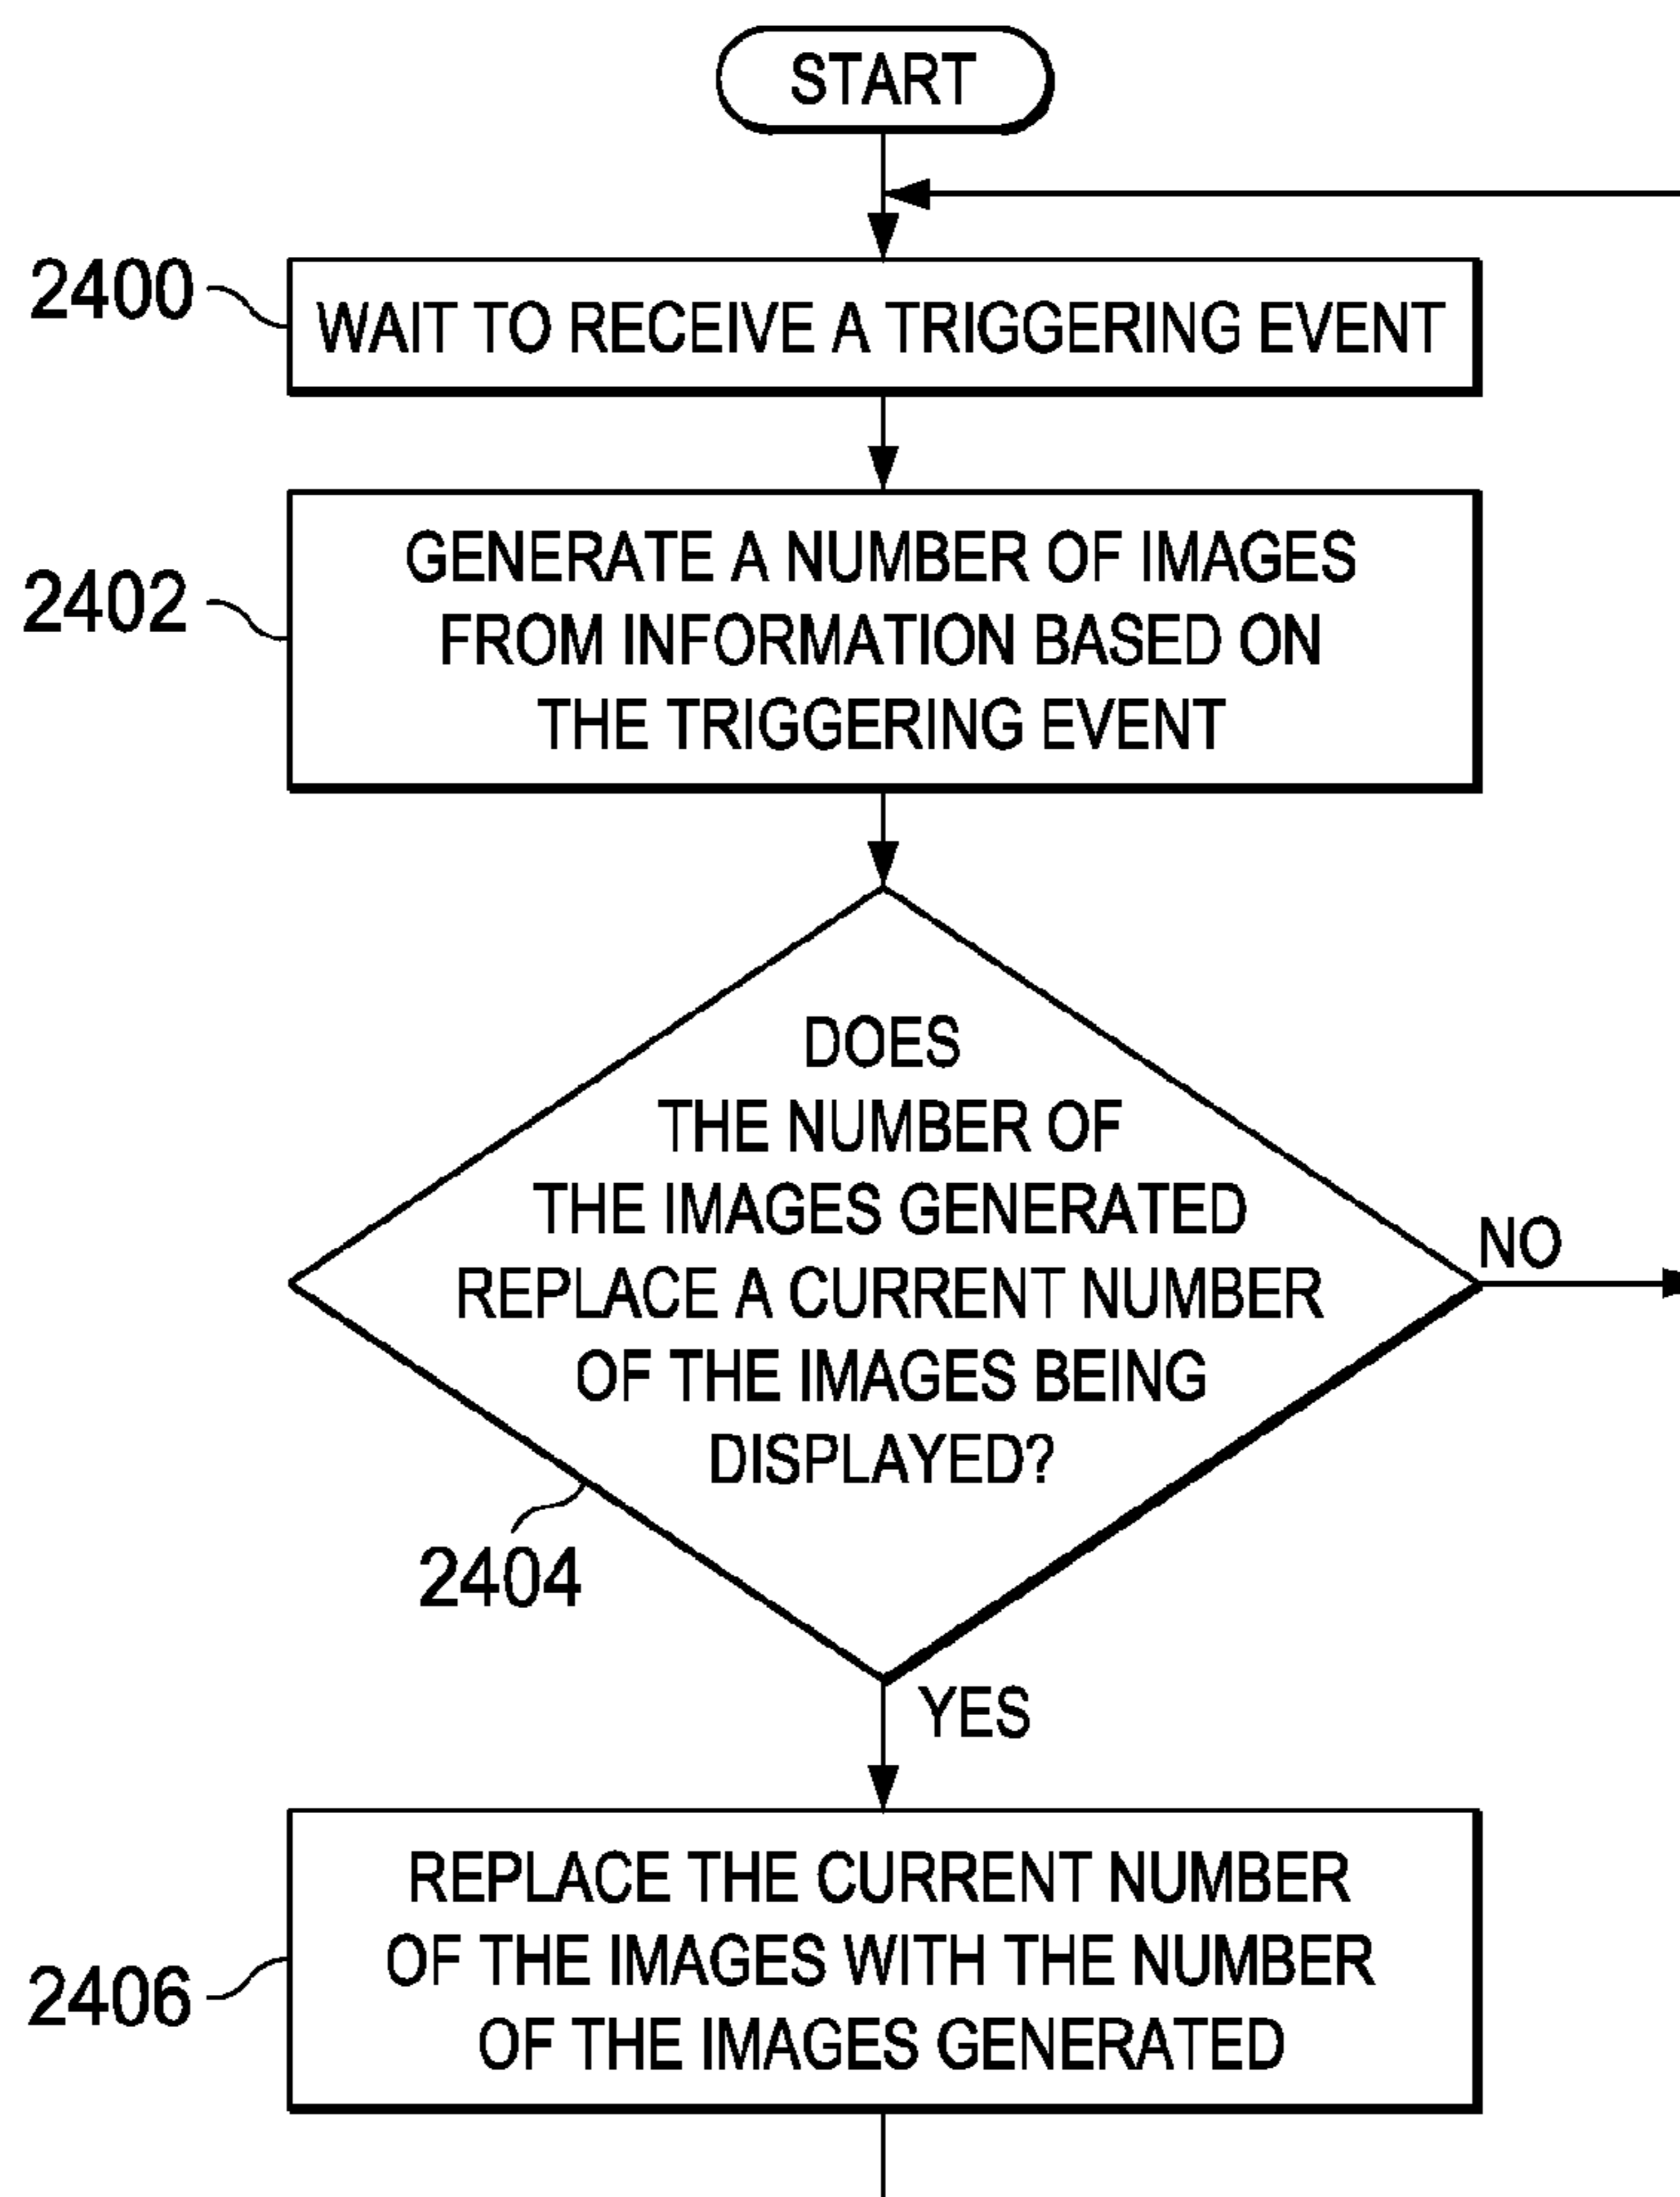 START
2400
WAIT TO RECEIVE A TRIGGERING EVENT
2402
GENERATE A NUMBER OF IMAGES
FROM INFORMATION BASED ON
THE TRIGGERING EVENT
DOES
THE NUMBER OF
THE IMAGES GENERATED
REPLACE A CURRENT NUMBER
OF THE IMAGES BEING
DISPLAYED?
NO
2404
YES
2406
REPLACE THE CURRENT NUMBER
OF THE IMAGES WITH THE NUMBER
OF THE IMAGES GENERATED